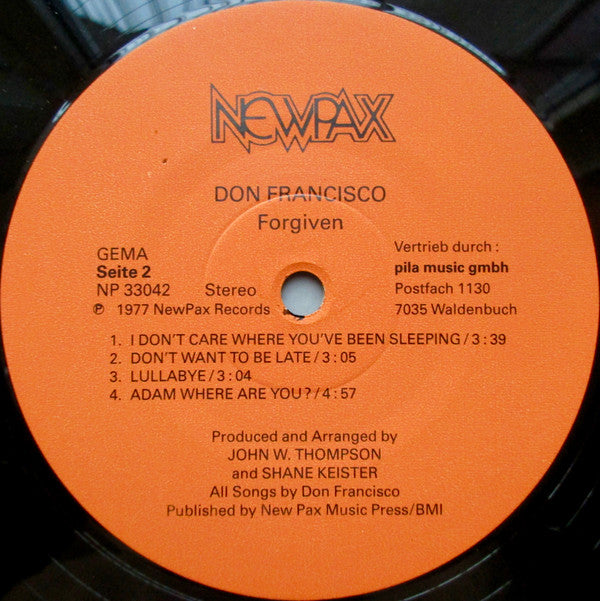 NEWPAX
DON FRANCISCO
Forgiven
GEMA
Seite 2
NP 33042 Stereo
℗ 1977 NewPax Records
Vertrieb durch :
pila music gmbh
Postfach 1130
7035 Waldenbuch
1. I DON'T CARE WHERE YOU'VE BEEN SLEEPING / 3 : 39
2. DON'T WANT TO BE LATE / 3 : 05
3. LULLABYE / 3 : 04
4. ADAM WHERE ARE YOU? / 4 : 57
Produced and Arranged by
JOHN W. THOMPSON
and SHANE KEISTER
All Songs by Don Francisco
Published by New Pax Music Press/BMI